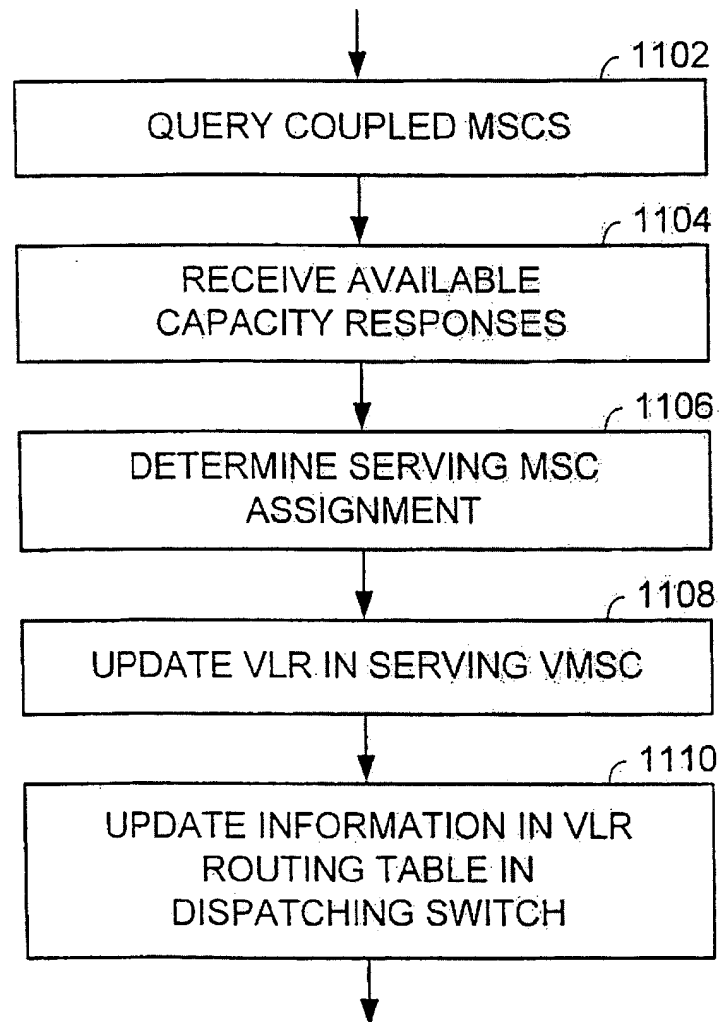 1102
QUERY COUPLED MSCS
1104
RECEIVE AVAILABLE
CAPACITY RESPONSES
1106
DETERMINE SERVING MSC
ASSIGNMENT
1108
UPDATE VLR IN SERVING VMSC
1110
UPDATE INFORMATION IN VLR
ROUTING TABLE IN
DISPATCHING SWITCH